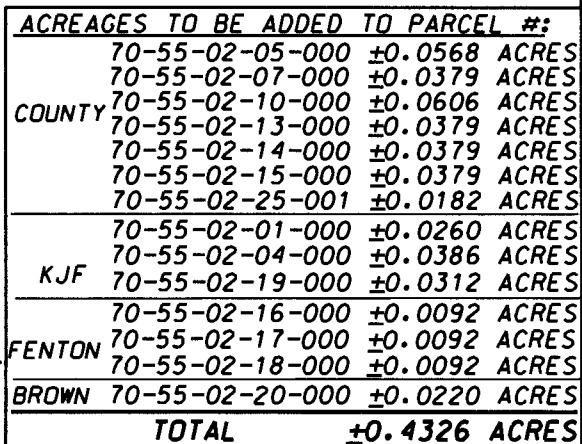 ACREAGES TO BE ADDED TO PARCEL #:
70-55-02-05-000 ±0.0568 ACRES
70-55-02-07-000 ±0.0379 ACRES
COUNTY 70-55-02-10-000 ±0.0606 ACRES
70-55-02-13-000 ±0.0379 ACRES
70-55-02-14-000 ±0.0379 ACRES
70-55-02-15-000 ±0.0379 ACRES
70-55-02-25-001 ±0.0182 ACRES
70-55-02-01-000 ±0.0260 ACRES
70-55-02-04-000 ±0.0386 ACRES
KJF 70-55-02-19-000 ±0.0312 ACRES
70-55-02-16-000 ±0.0092 ACRES
FENTON 70-55-02-17-000 ±0.0092 ACRES
70-55-02-18-000 ±0.0092 ACRES
BROWN 70-55-02-20-000 ±0.0220 ACRES
TOTAL ±0.4326 ACRES